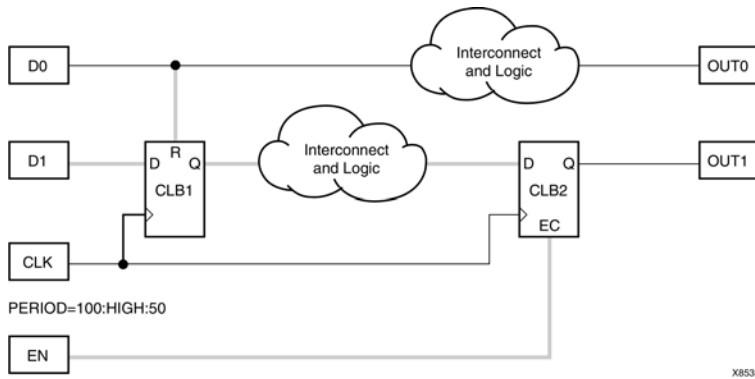 D0
Interconnect
and Logic
OUT0
D1
R
D Q
CLB1
Interconnect
and Logic
D Q
CLB2
EC
OUT1
CLK
PERIOD=100:HIGH:50
EN